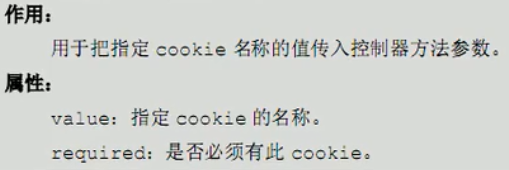 作用：
用于把指定 cookie 名称的值传入控制器方法参数。
属性：
value：指定 cookie 的名称。
required：是否必须有此 cookie。